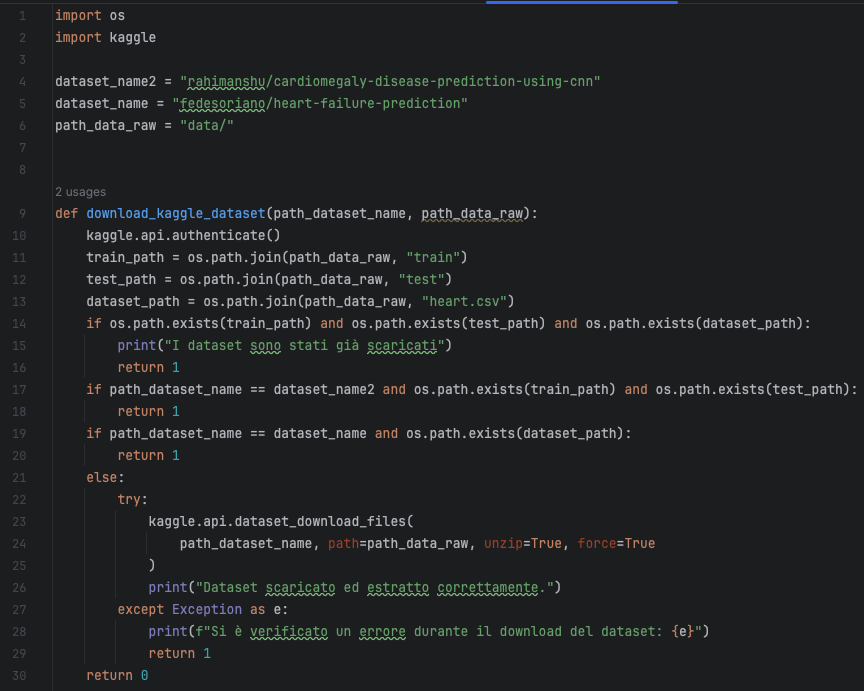 1 import os
2 import kaggle
3
4 dataset_name2 = "rahimanshu/cardiomegaly-disease-prediction-using-cnn"
5 dataset_name = "fedesoriano/heart-failure-prediction"
6 path_data_raw = "data/"
7
8
2 usages
9 def download_kaggle_dataset(path_dataset_name, path_data_raw):
10     kaggle.api.authenticate()
11     train_path = os.path.join(path_data_raw, "train")
12     test_path = os.path.join(path_data_raw, "test")
13     dataset_path = os.path.join(path_data_raw, "heart.csv")
14     if os.path.exists(train_path) and os.path.exists(test_path) and os.path.exists(dataset_path):
15         print("I dataset sono stati già scaricati")
16         return 1
17     if path_dataset_name == dataset_name2 and os.path.exists(train_path) and os.path.exists(test_path):
18         return 1
19     if path_dataset_name == dataset_name and os.path.exists(dataset_path):
20         return 1
21     else:
22         try:
23             kaggle.api.dataset_download_files(
24                 path_dataset_name, path=path_data_raw, unzip=True, force=True
25             )
26             print("Dataset scaricato ed estratto correttamente.")
27         except Exception as e:
28             print(f"Si è verificato un errore durante il download del dataset: {e}")
29             return 1
30     return 0